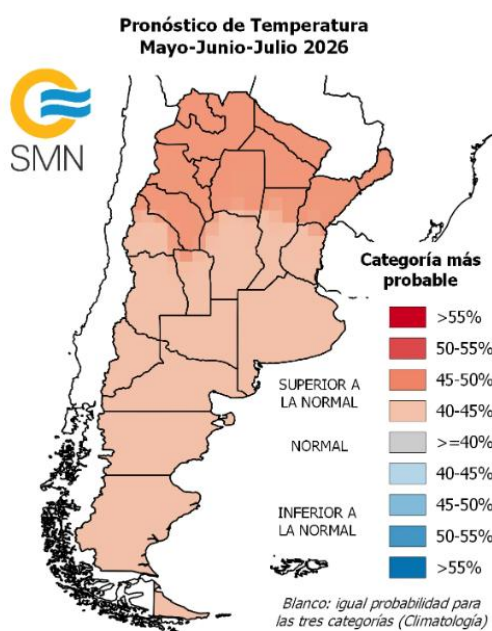 Pronóstico de Temperatura
Mayo-Junio-Julio 2026
SMN
Categoría más
probable
>55%
50-55%
SUPERIOR A
LA NORMAL
45-50%
40-45%
NORMAL
>=40%
40-45%
45-50%
INFERIOR A
LA NORMAL
50-55%
>55%
Blanco: igual probabilidad para
las tres categorías (Climatología)